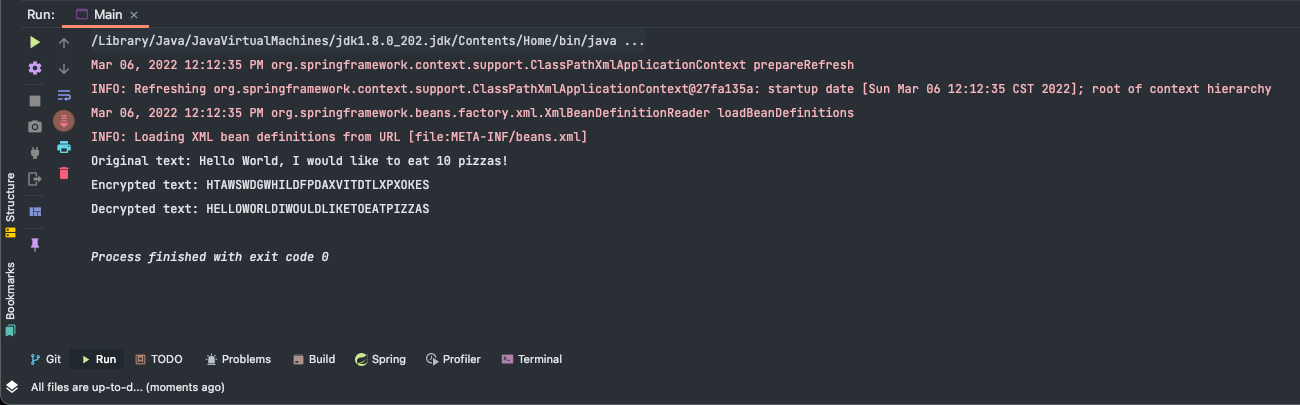 Run: Main
/Library/Java/JavaVirtualMachines/jdk1.8.0_202.jdk/Contents/Home/bin/java ...
Mar 06, 2022 12:12:35 PM org.springframework.context.support.ClassPathXmlApplicationContext prepareRefresh
INFO: Refreshing org.springframework.context.support.ClassPathXmlApplicationContext@27fa135a: startup date [Sun Mar 06 12:12:35 CST 2022]; root of context hierarchy
Mar 06, 2022 12:12:35 PM org.springframework.beans.factory.xml.XmlBeanDefinitionReader loadBeanDefinitions
INFO: Loading XML bean definitions from URL [file:META-INF/beans.xml]
Original text: Hello World, I would like to eat 10 pizzas!
Encrypted text: HTAWSWDGWHILDFPDAXVITDTLXPXOKES
Decrypted text: HELLOWORLDIWOULDLIKETOEATPIZZAS
Process finished with exit code 0
Structure
Bookmarks
Git Run TODO Problems Build Spring Profiler Terminal
All files are up-to-d... (moments ago)